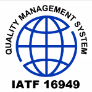 QUALITY MANAGEMENT SYSTEM
IATF 16949